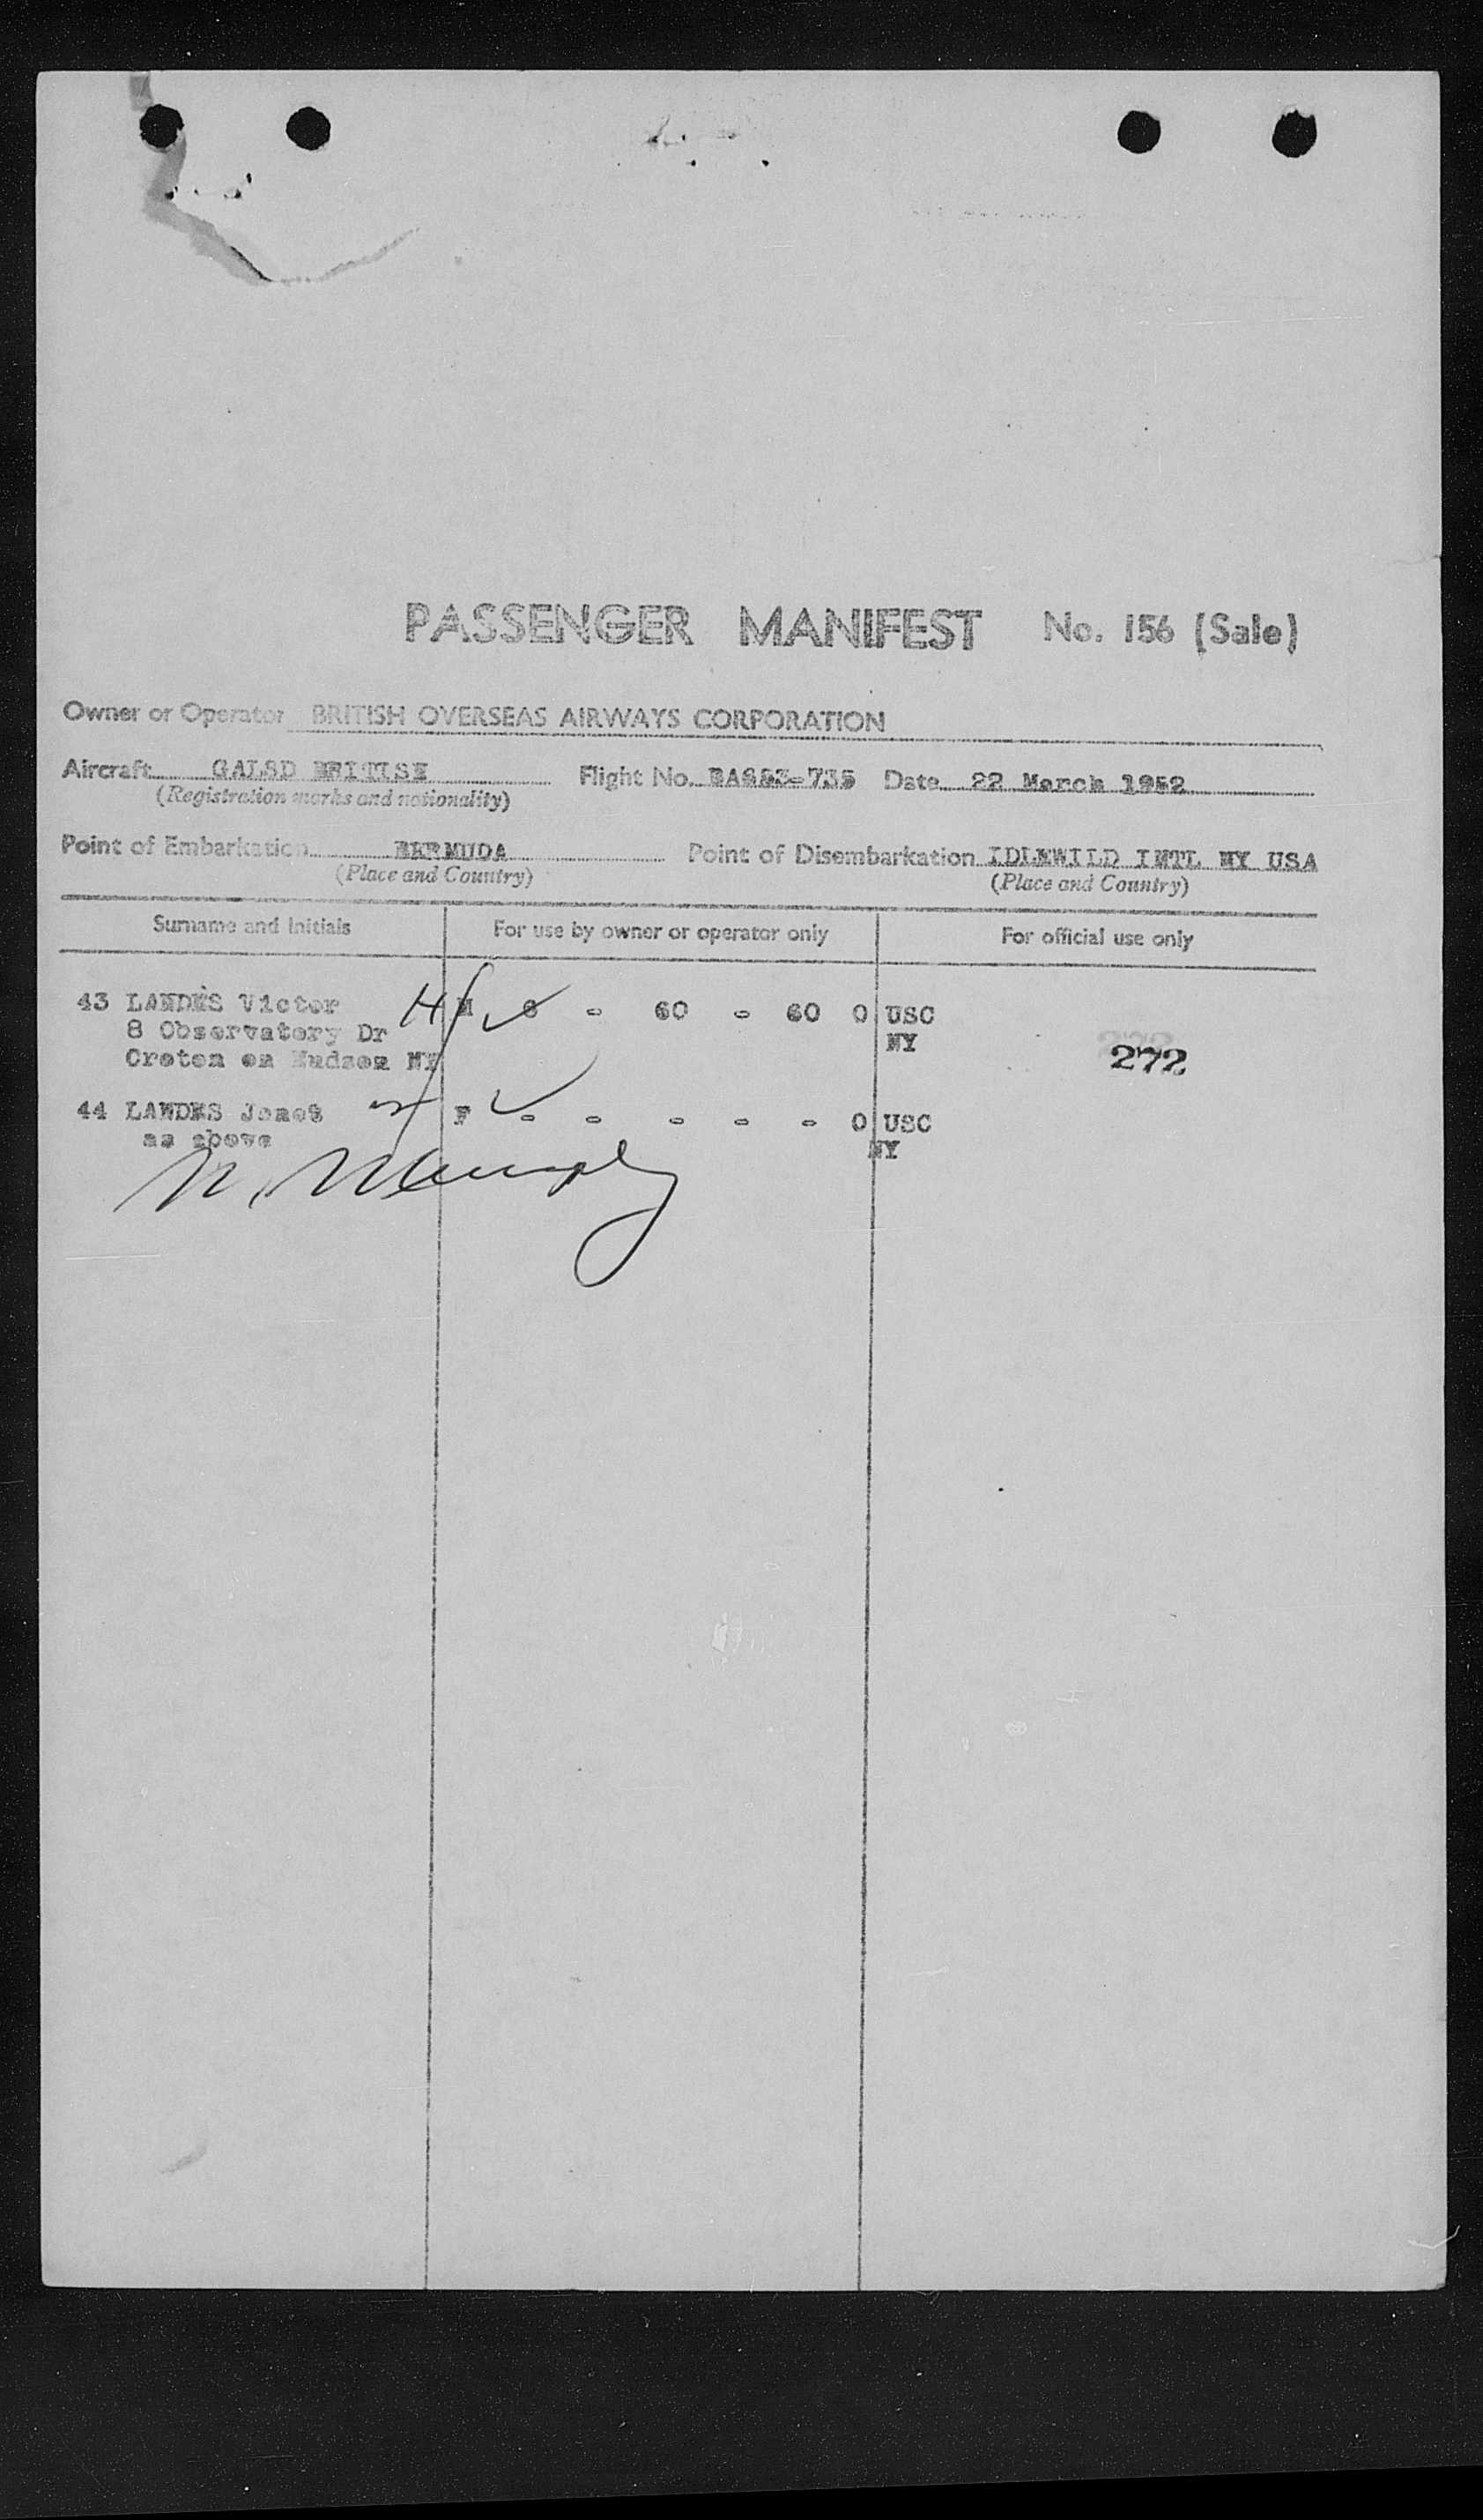 PASSENGER MANIFEST No. 156 (Sale)
Owner or Operator BRITISH OVERSEAS AIRWAYS CORPORATION
Aircraft GALSD BRITISH Flight No. 735 Date 22 March 1952
(Registration marks and nationality)
Point of Embarkation BERMUDA Point of Disembarkation IDLEWILD INTL NY USA
(Place and Country) (Place and Country)
Surname and Initials For use by owner or operator only For official use only
43 LANDES Victor H M - 60 - 60 0 USC
8 Observatory Dr NY
Croton on Hudson NY 272
44 LANDES Janet F - - - - - 0 USC
as above NY